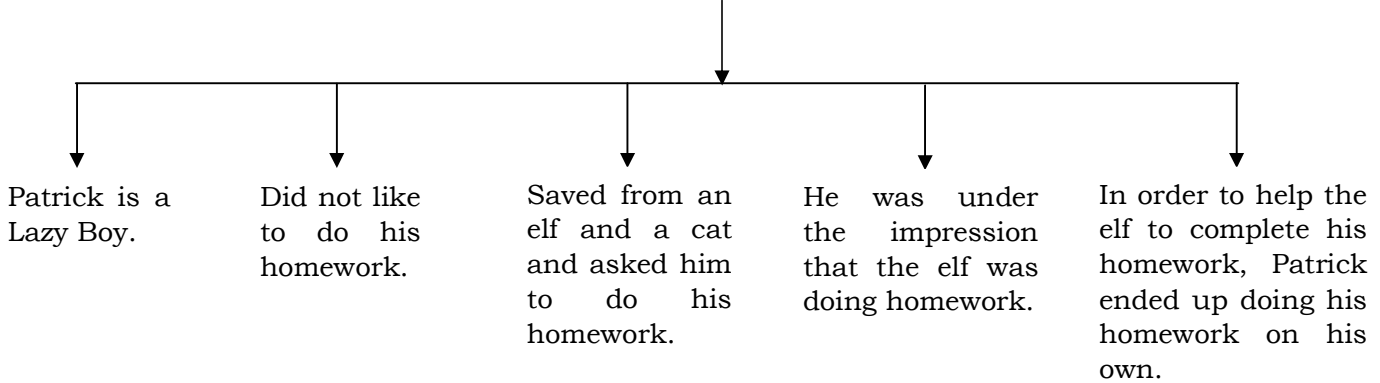 Patrick is a
Lazy Boy.
Did not like
to do his
homework.
Saved from an
elf and a cat
and asked him
to do his
homework.
He was under
the impression
that the elf was
doing homework.
In order to help the
elf to complete his
homework, Patrick
ended up doing his
homework on his
own.